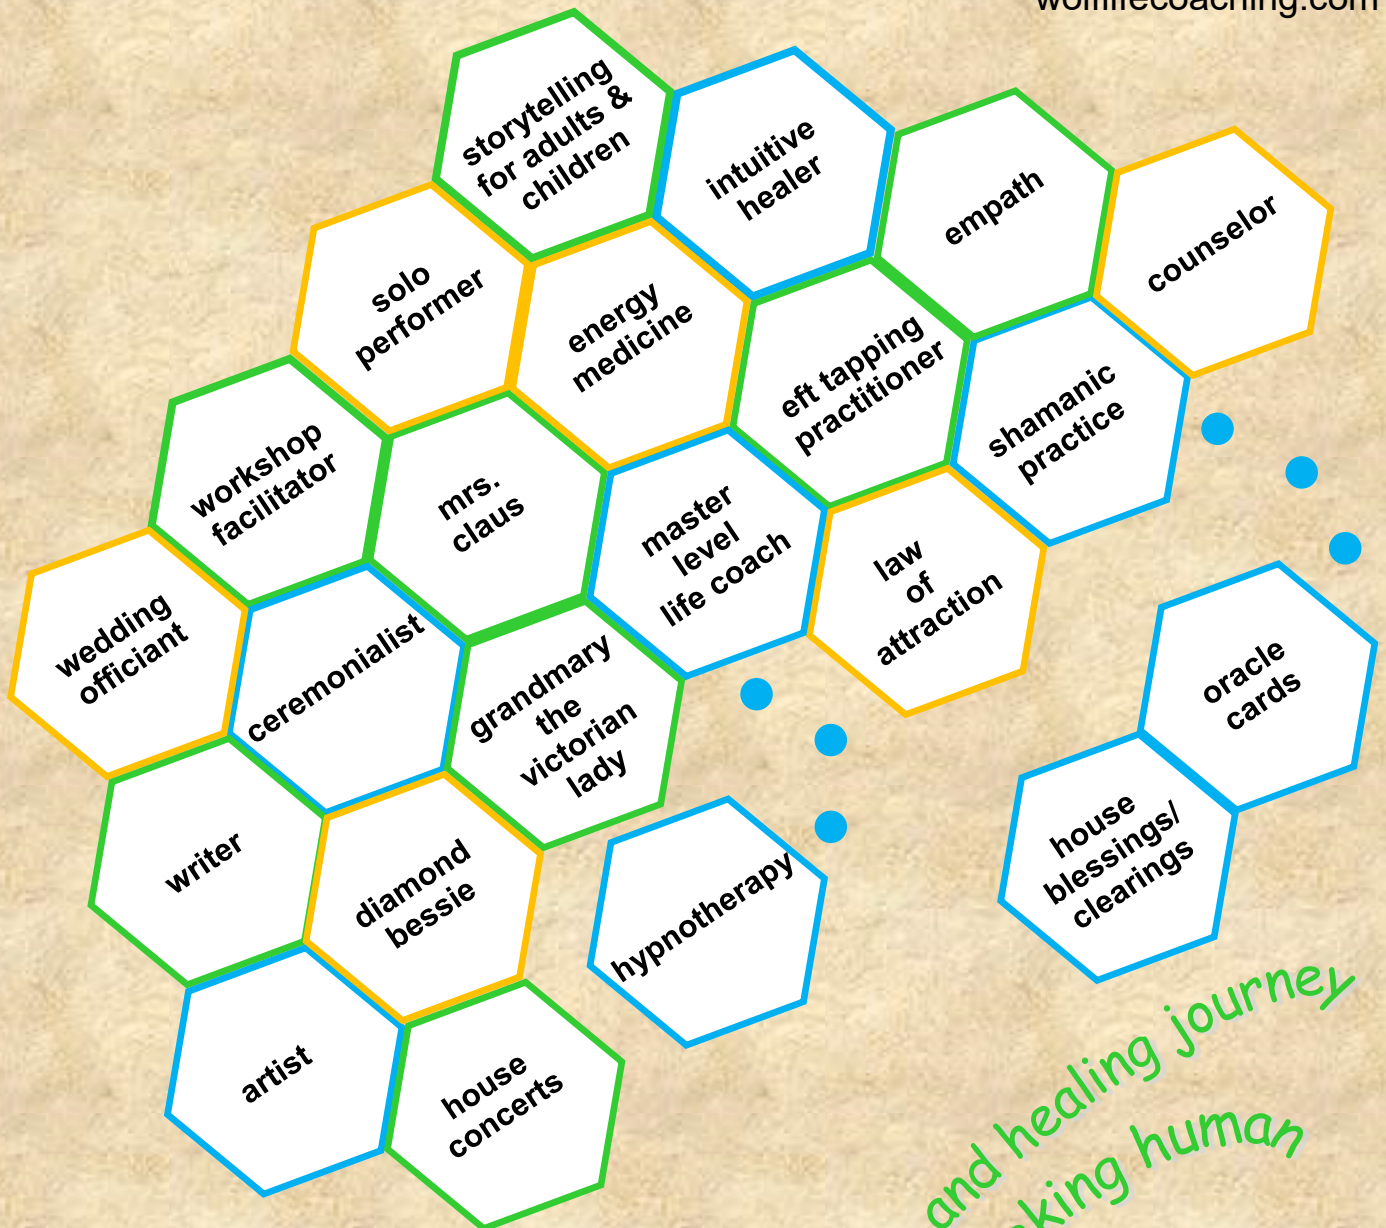 storytelling
for adults &
children
intuitive
healer
empath
counselor
solo
performer
energy
medicine
eft tapping
practitioner
shamanic
practice
workshop
facilitator
mrs.
claus
master
level
life coach
law
of
attraction
wedding
officiant
ceremonialist
grandmary
the
victorian
lady
oracle
cards
writer
diamond
bessie
hypnotherapy
house
blessings/
clearings
artist
house
concerts
and healing journey
king human